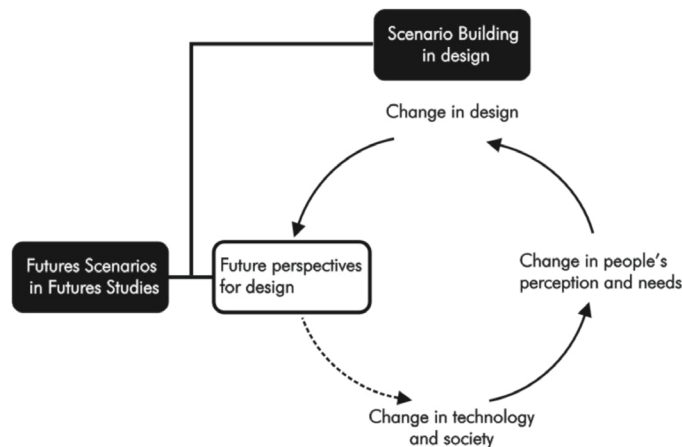 Scenario Building
in design
Change in design
Futures Scenarios
in Futures Studies
Future perspectives
for design
Change in people's
perception and needs
Change in technology
and society